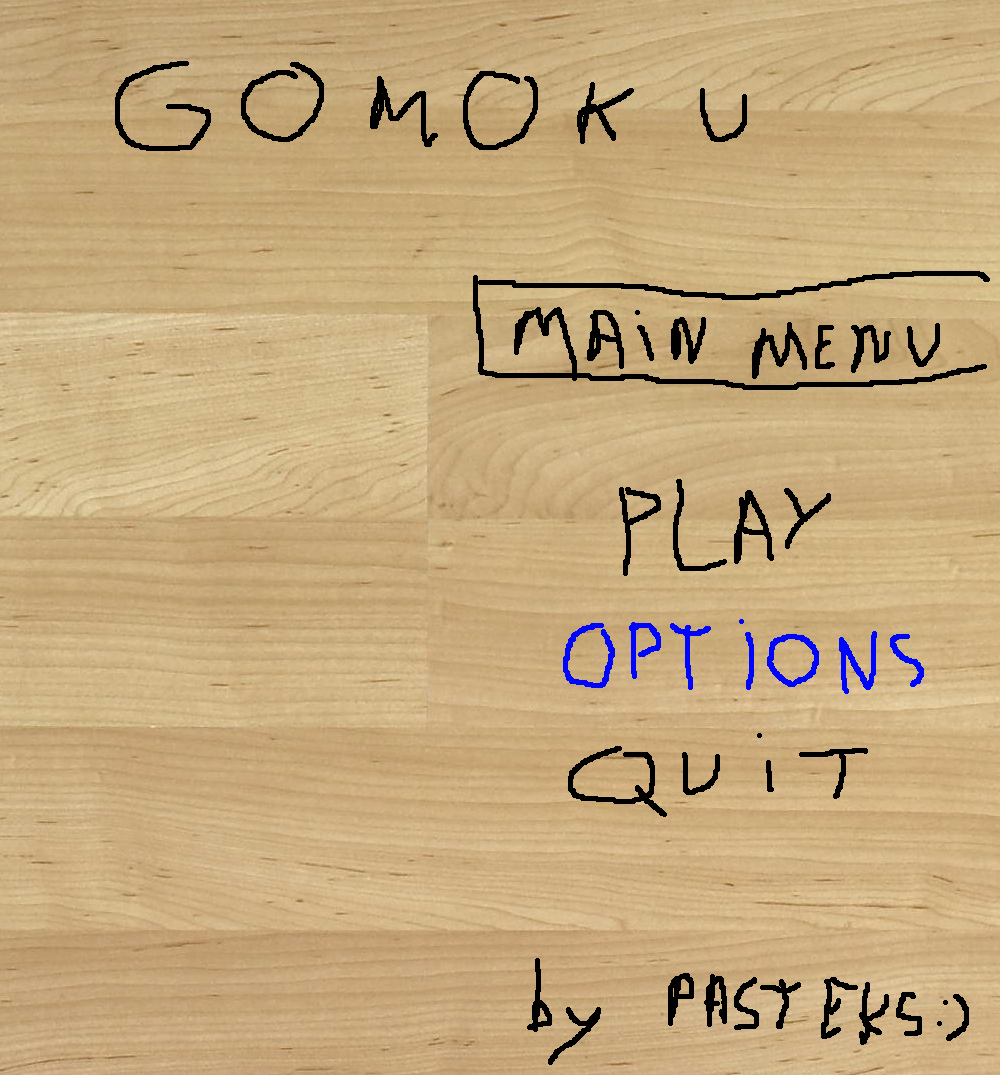 GOMOKU
MAiN MENU
PLAY
OPTiONS
QUiT
by PASTEKS:)